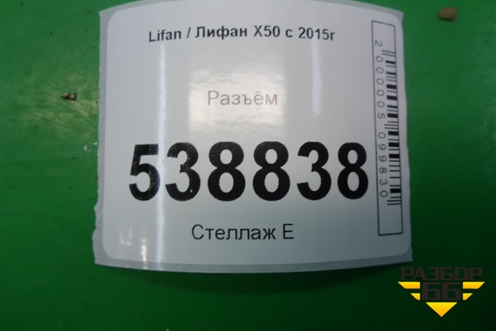 Lifan / Лифан X50 с 2015г
Разъём
538838
Стеллаж Е
2000005099830
РАЗБОР
66